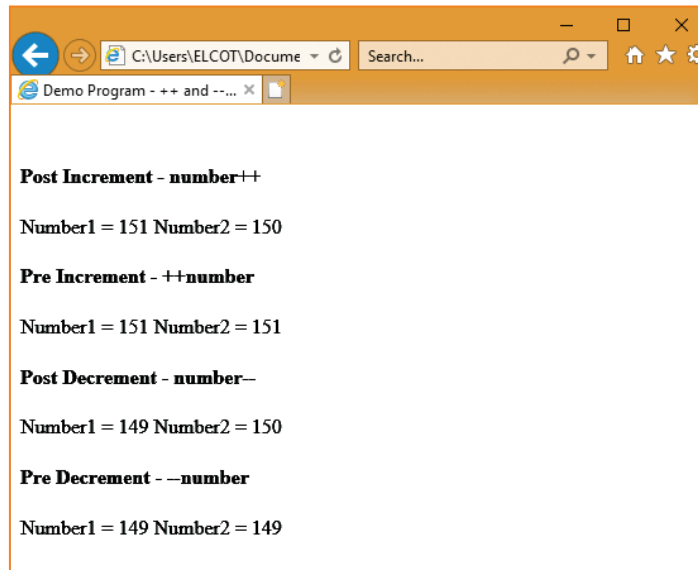 C:\Users\ELCOT\Docume
Search...
Demo Program - ++ and --...
Post Increment - number++
Number1 = 151 Number2 = 150
Pre Increment - ++number
Number1 = 151 Number2 = 151
Post Decrement - number--
Number1 = 149 Number2 = 150
Pre Decrement - --number
Number1 = 149 Number2 = 149